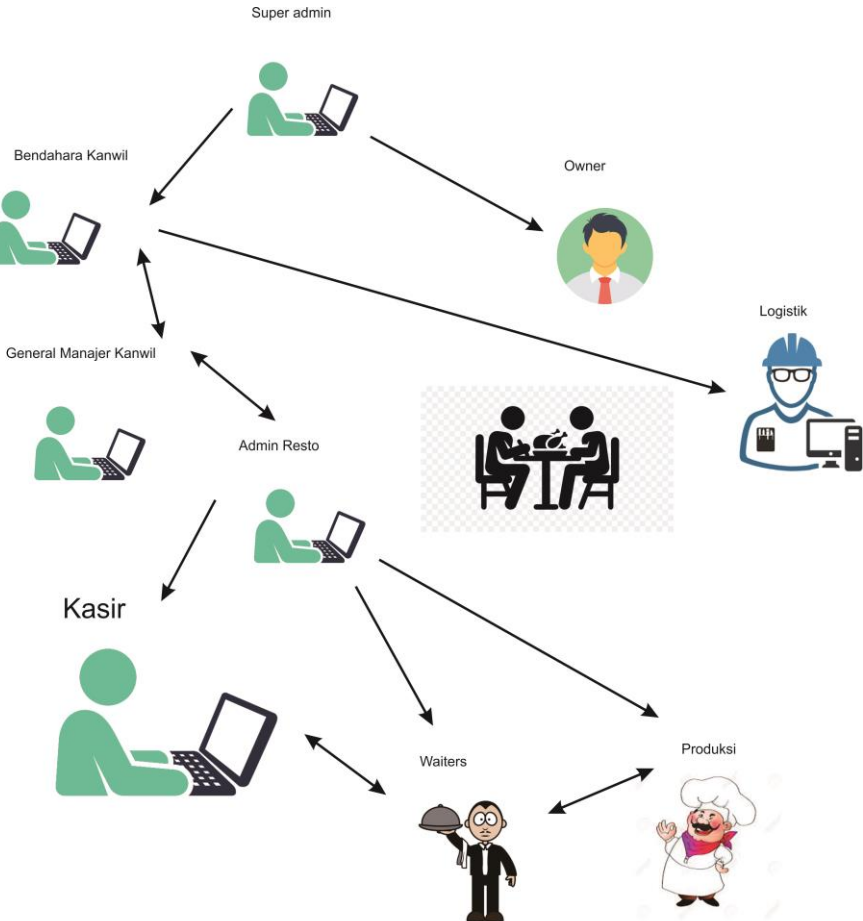 Super admin
Bendahara Kanwil
Owner
Logistik
General Manajer Kanwil
Admin Resto
Kasir
Waiters
Produksi